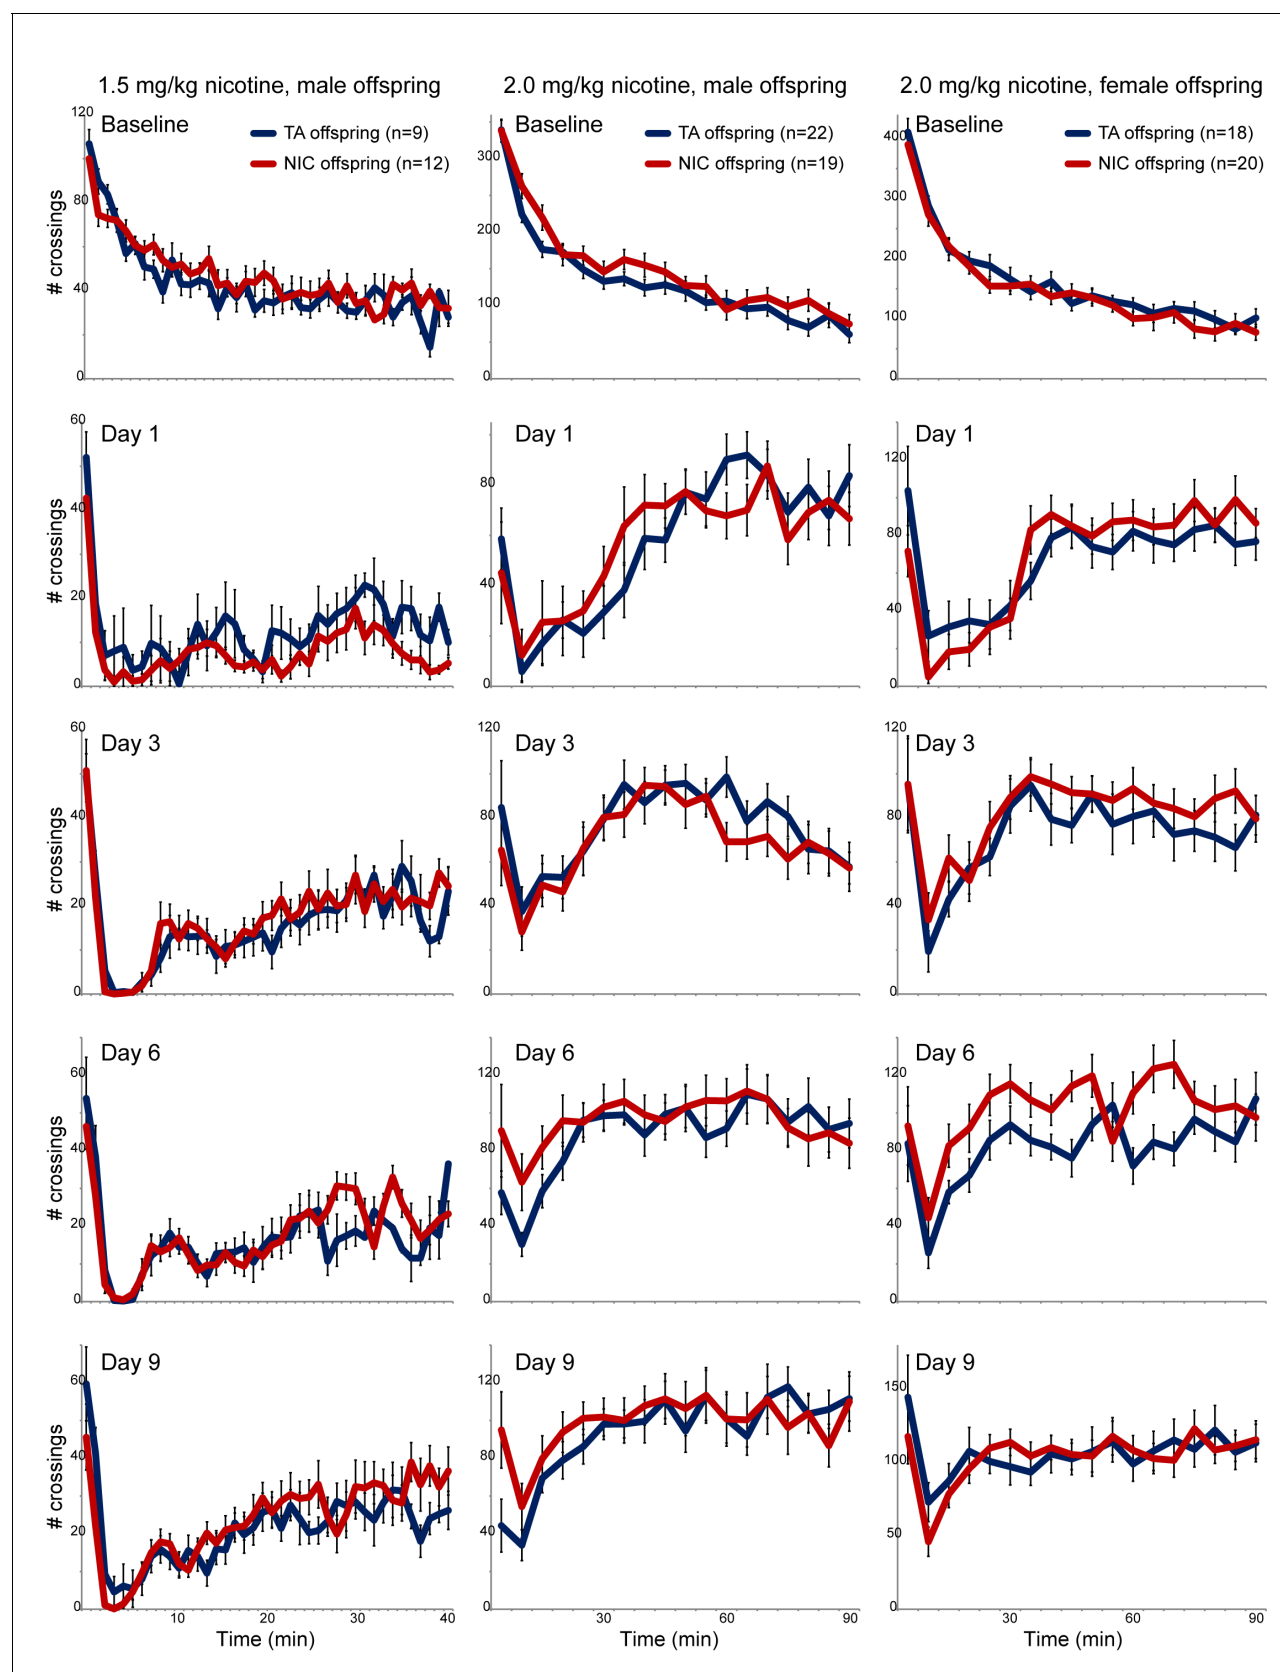 1.5 mg/kg nicotine, male offspring
2.0 mg/kg nicotine, male offspring
2.0 mg/kg nicotine, female offspring
Baseline
TA offspring (n=9)
NIC offspring (n=12)
# crossings
120
80
40
0
Baseline
TA offspring (n=22)
NIC offspring (n=19)
300
200
100
0
Baseline
TA offspring (n=18)
NIC offspring (n=20)
400
300
200
100
0
Day 1
# crossings
60
40
20
0
Day 1
80
40
0
Day 1
120
80
40
0
Day 3
# crossings
60
40
20
0
Day 3
120
80
40
0
Day 3
120
80
40
0
Day 6
# crossings
60
40
20
0
Day 6
120
80
40
0
Day 6
120
80
40
0
Day 9
# crossings
60
40
20
0
10 20 30 40
Time (min)
Day 9
120
80
40
0
30 60 90
Time (min)
Day 9
150
100
50
0
30 60 90
Time (min)